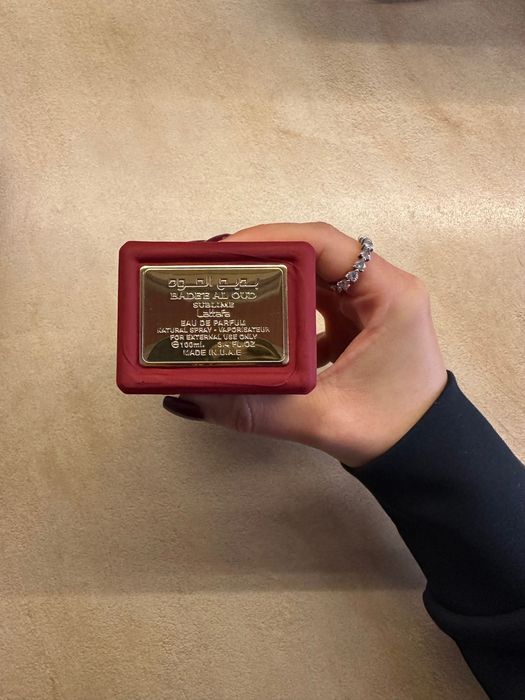 بديع العود
BADE'E AL OUD
SUBLIME
Lattafa
EAU DE PARFUM
NATURAL SPRAY - VAPORISATEUR
FOR EXTERNAL USE ONLY
℮100ml. 3.4 FL.OZ
MADE IN U.A.E